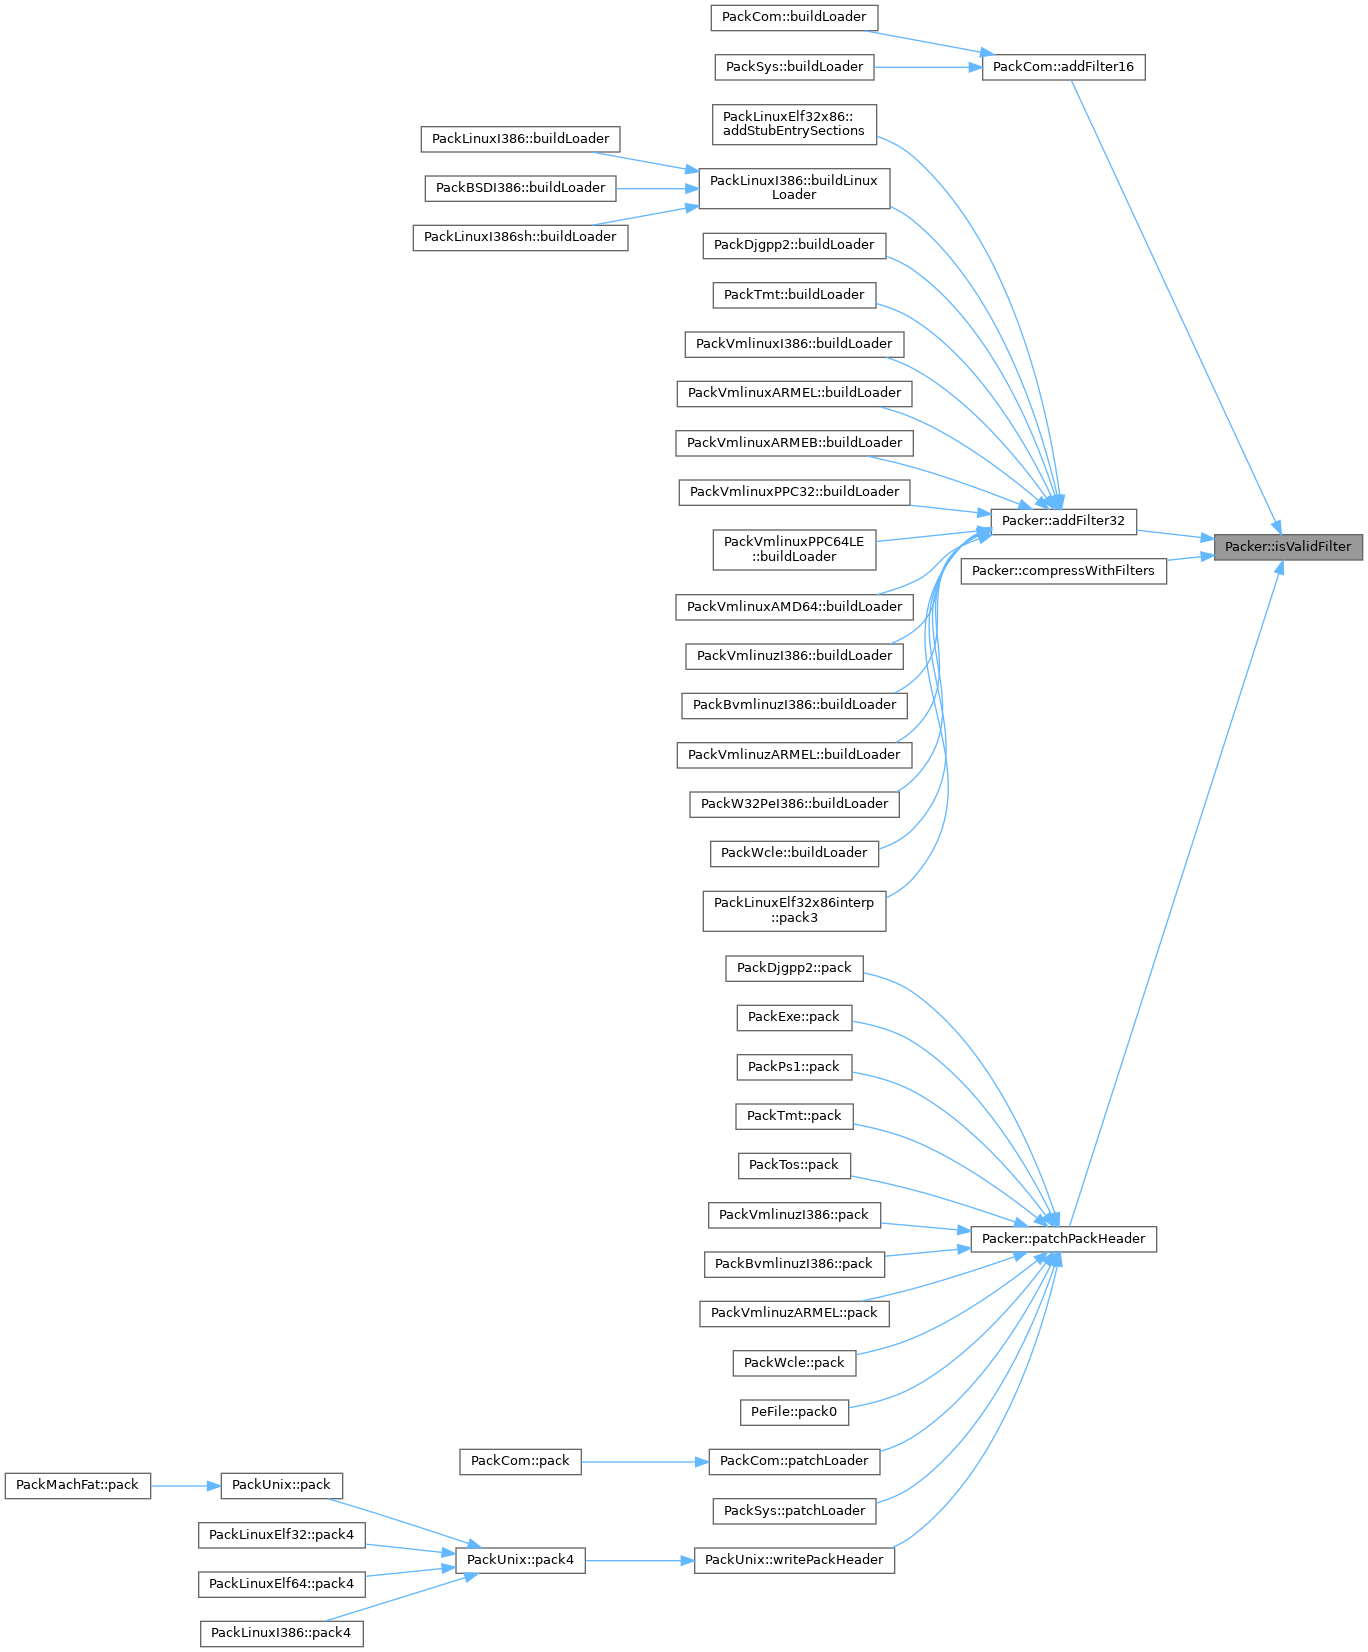 PackCom::buildLoader
PackSys::buildLoader
PackCom::addFilter16
PackLinuxElf32x86::
addStubEntrySections
PackLinuxI386::buildLoader
PackBSDI386::buildLoader
PackLinuxI386sh::buildLoader
PackLinuxI386::buildLinux
Loader
PackDjgpp2::buildLoader
PackTmt::buildLoader
PackVmlinuxI386::buildLoader
PackVmlinuxARMEL::buildLoader
PackVmlinuxARMEB::buildLoader
PackVmlinuxPPC32::buildLoader
PackVmlinuxPPC64LE
::buildLoader
Packer::addFilter32
Packer::isValidFilter
Packer::compressWithFilters
PackVmlinuxAMD64::buildLoader
PackVmlinuzI386::buildLoader
PackBvmlinuzI386::buildLoader
PackVmlinuzARMEL::buildLoader
PackW32PeI386::buildLoader
PackWcle::buildLoader
PackLinuxElf32x86interp
::pack3
PackDjgpp2::pack
PackExe::pack
PackPs1::pack
PackTmt::pack
PackTos::pack
PackVmlinuzI386::pack
Packer::patchPackHeader
PackBvmlinuzI386::pack
PackVmlinuzARMEL::pack
PackWcle::pack
PeFile::pack0
PackCom::pack
PackCom::patchLoader
PackMachFat::pack
PackUnix::pack
PackSys::patchLoader
PackLinuxElf32::pack4
PackUnix::pack4
PackUnix::writePackHeader
PackLinuxElf64::pack4
PackLinuxI386::pack4